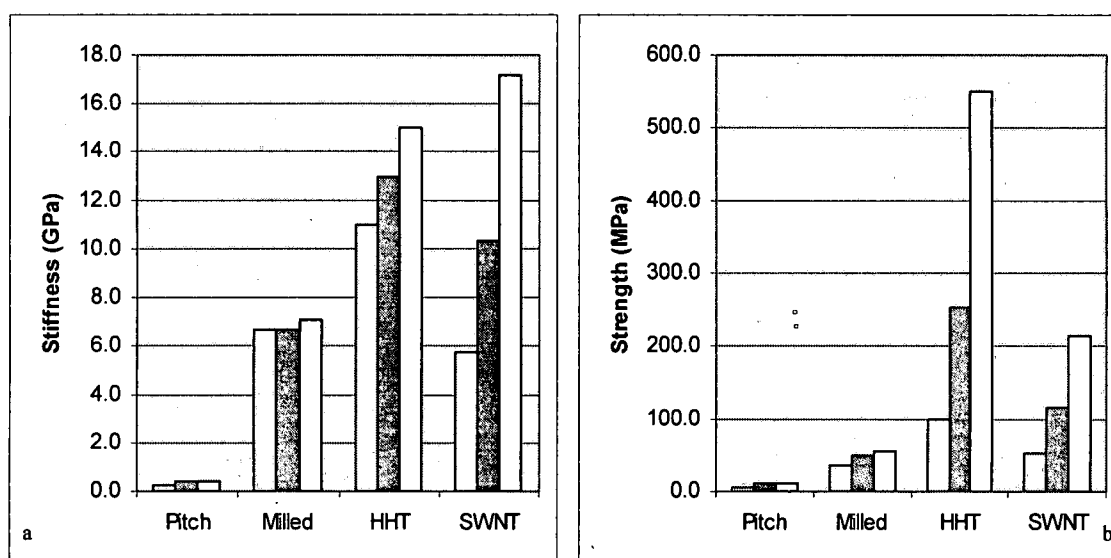 18.0
16.0
14.0
12.0
10.0
8.0
6.0
4.0
2.0
0.0
Stiffness (GPa)
Pitch Milled HHT SWNT
a
600.0
500.0
400.0
300.0
200.0
100.0
0.0
Strength (MPa)
Pitch Milled HHT SWNT
b